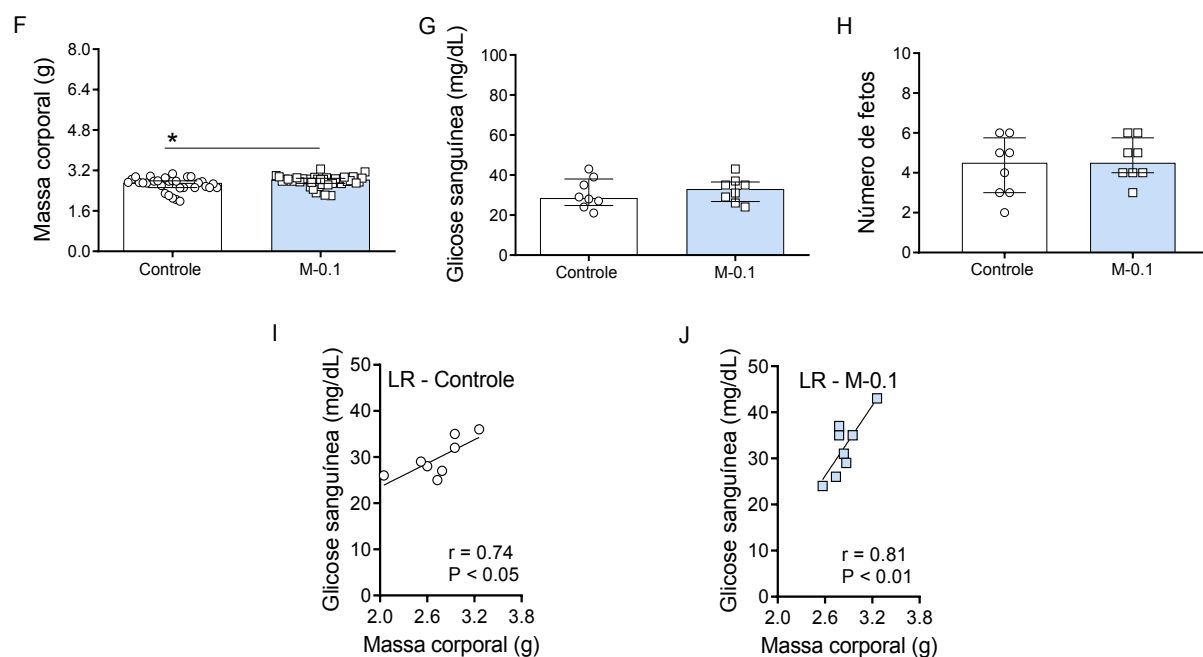 F
Massa corporal (g)
8.0
6.4
4.8
3.2
1.6
0.0
*
Controle
M-0.1
G
Glicose sanguínea (mg/dL)
100
80
60
40
20
0
Controle
M-0.1
H
Número de fetos
10
8
6
4
2
0
Controle
M-0.1
I
Glicose sanguínea (mg/dL)
50
40
30
20
10
0
LR - Controle
r = 0.74
P < 0.05
2.0 2.6 3.2 3.8
Massa corporal (g)
J
Glicose sanguínea (mg/dL)
50
40
30
20
10
0
LR - M-0.1
r = 0.81
P < 0.01
2.0 2.6 3.2 3.8
Massa corporal (g)